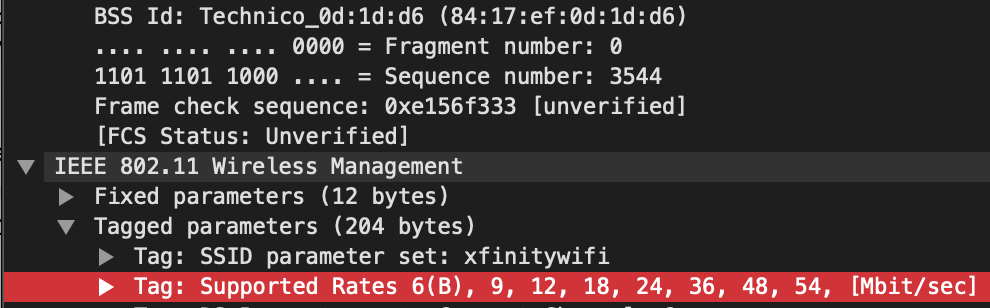 BSS Id: Technico_0d:1d:d6 (84:17:ef:0d:1d:d6)
.... .... .... 0000 = Fragment number: 0
1101 1101 1000 .... = Sequence number: 3544
Frame check sequence: 0xe156f333 [unverified]
[FCS Status: Unverified]
IEEE 802.11 Wireless Management
Fixed parameters (12 bytes)
Tagged parameters (204 bytes)
Tag: SSID parameter set: xfinitywifi
Tag: Supported Rates 6(B), 9, 12, 18, 24, 36, 48, 54, [Mbit/sec]